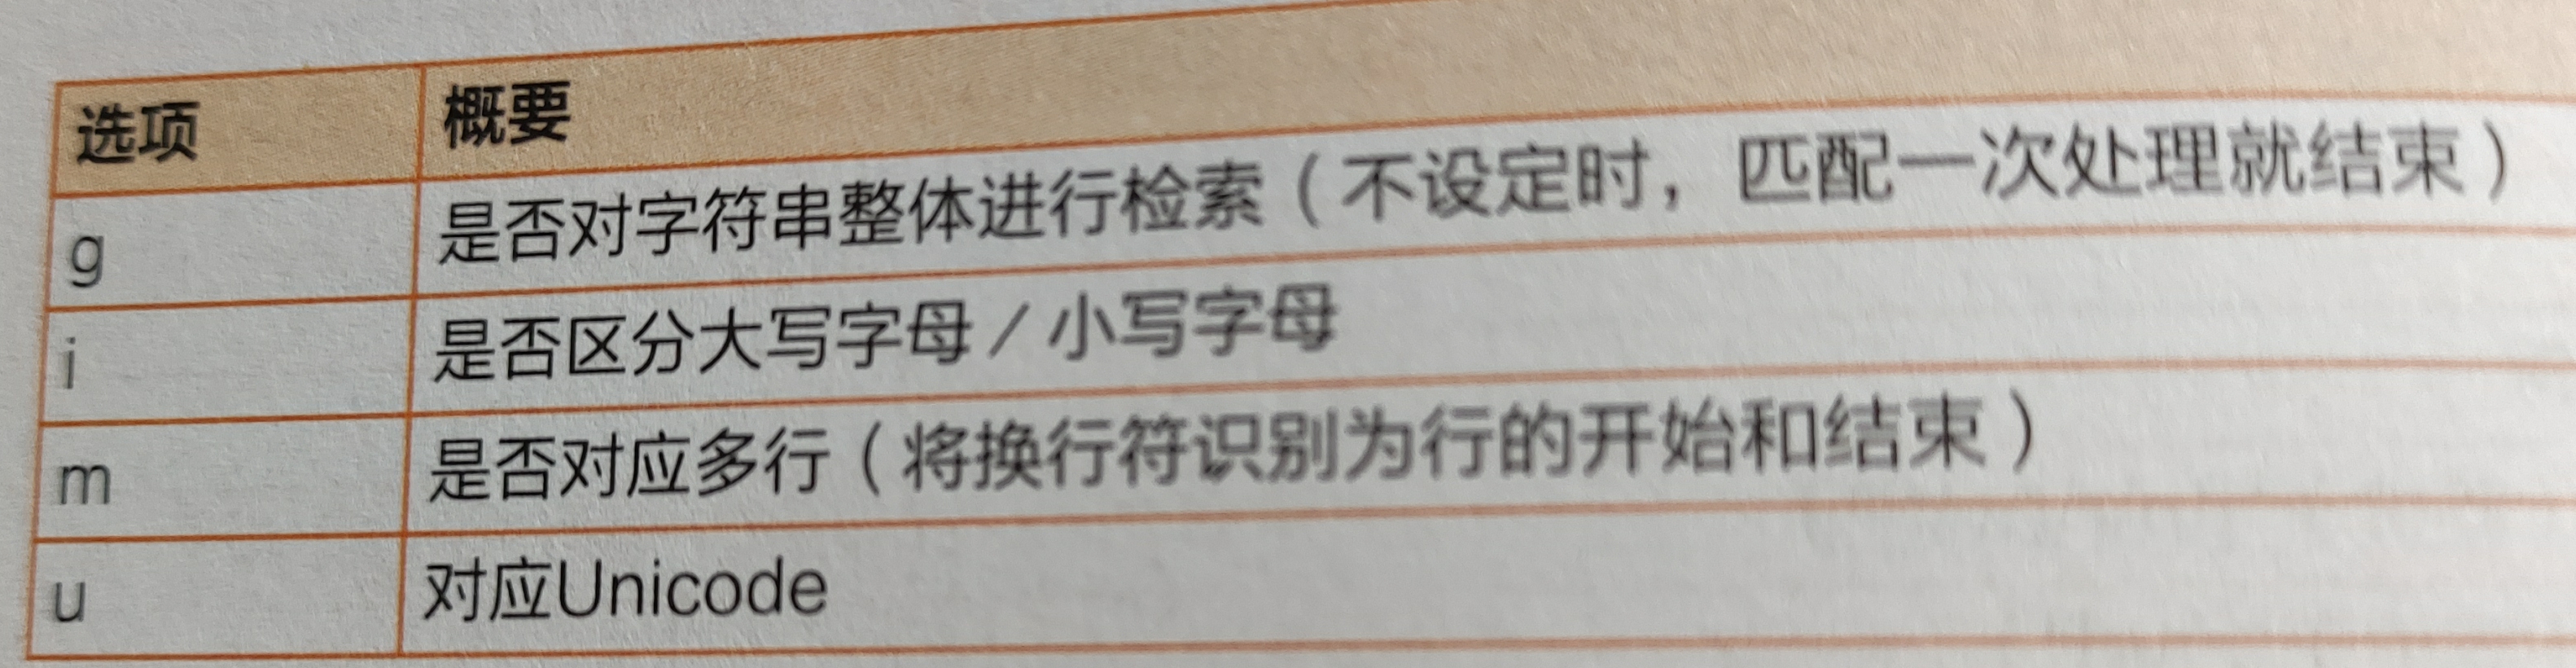 选项 概要
g 是否对字符串整体进行检索（不设定时，匹配一次处理就结束）
i 是否区分大写字母／小写字母
m 是否对应多行（将换行符识别为行的开始和结束）
u 对应Unicode